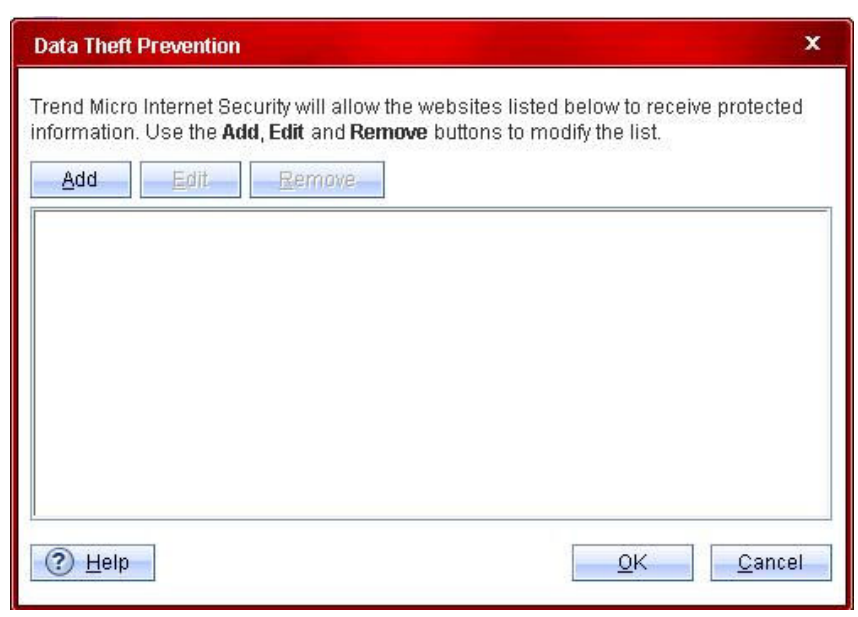 Data Theft Prevention x
Trend Micro Internet Security will allow the websites listed below to receive protected
information. Use the Add, Edit and Remove buttons to modify the list.
Add Edit Remove
? Help OK Cancel